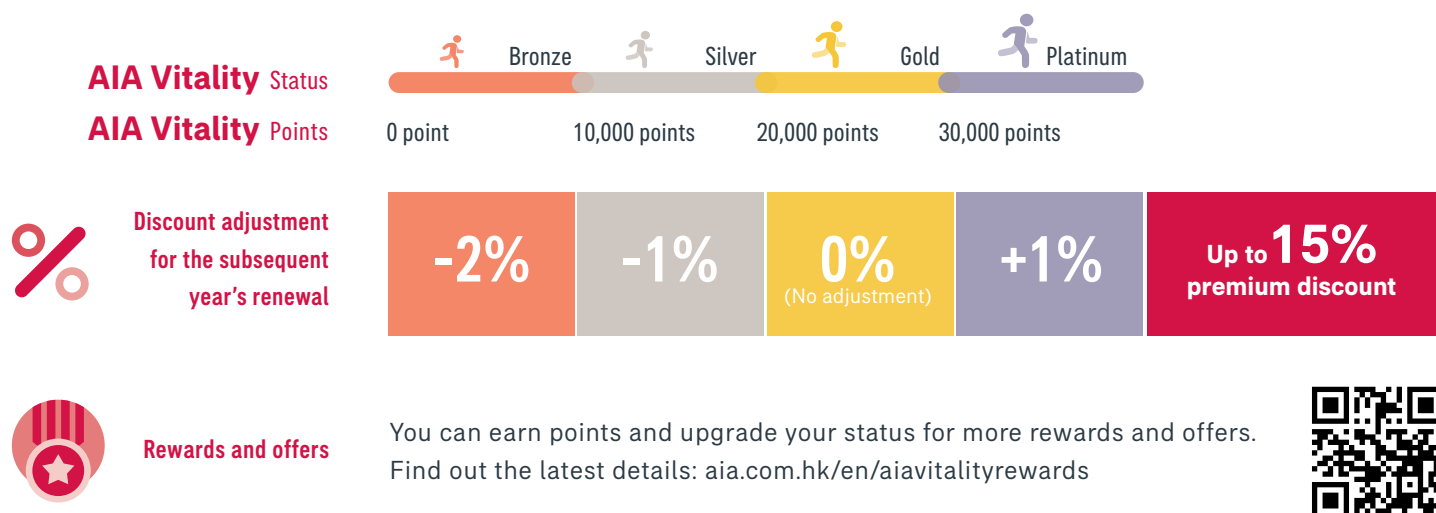 Bronze Silver Gold Platinum
AIA Vitality Status
AIA Vitality Points 0 point 10,000 points 20,000 points 30,000 points
Discount adjustment
for the subsequent
year's renewal
-2% -1% 0% +1%
(No adjustment)
Up to 15%
premium discount
Rewards and offers
You can earn points and upgrade your status for more rewards and offers.
Find out the latest details: aia.com.hk/en/aiavitalityrewards